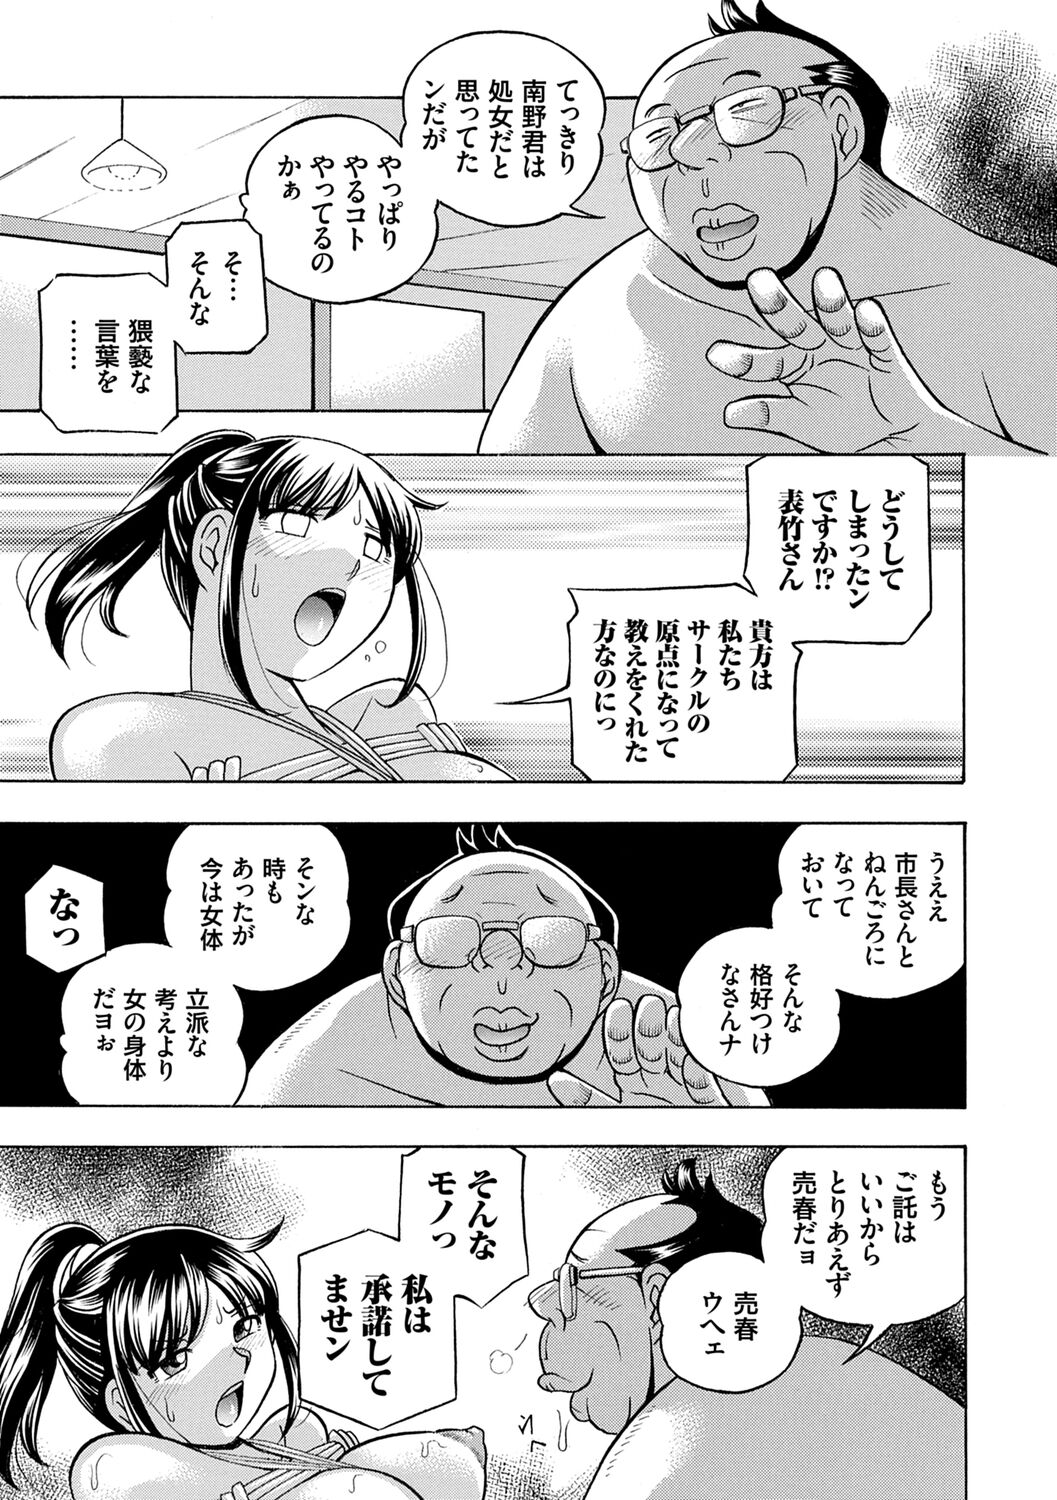 てっきり
南野君は
処女だと
思ってた
ンだが
やっぱり
やるコト
やってるの
かぁ
そ…
そんな
猥褻な
言葉を
……
どうして
しまったン
ですか!?
表竹さん
貴方は
私たち
サークルの
原点になって
教えをくれた
方なのにっ
うええ
市長さんと
ねんごろに
なって
おいて
そんな
格好つけ
なさんナ
そンな
時も
あったが
今は女体
立派な
考えより
女の身体
だヨぉ
なっ
もう
ご託は
いいから
とりあえず
売春だヨ
売春
ウヘェ
そんな
モノっ
私は
承諾して
ませン